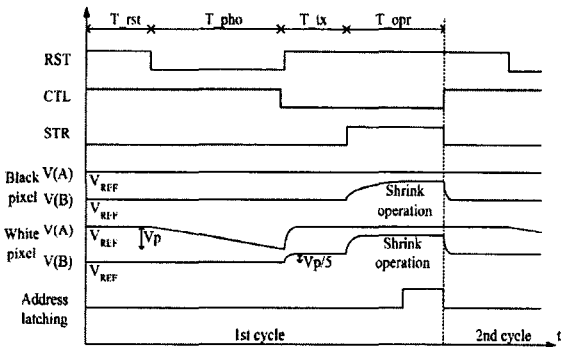 T_rst T_pho T_tx T_opr
RST
CTL
STR
Black pixel
V(A)
V_REF
V(B)
V_REF
Shrink operation
White pixel
V(A)
V_REF
Vp
V(B)
V_REF
Vp/5
Shrink operation
Address latching
1st cycle
2nd cycle
t